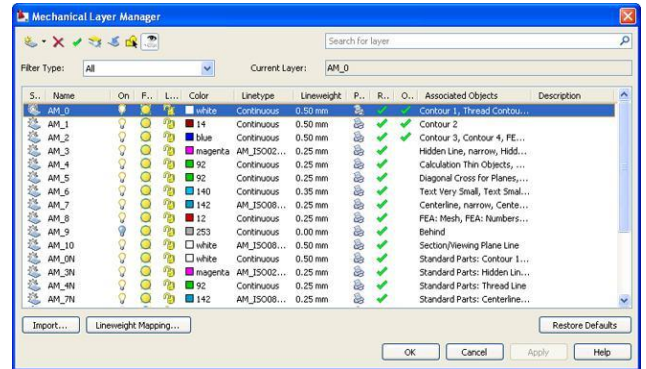 Mechanical Layer Manager
Search for layer
Filter Type: All Current Layer: AM_0
S.. Name On F.. L... Color Linetype Lineweight P.. R.. O.. Associated Objects Description
AM_0 white Continuous 0.50 mm Contour 1, Thread Contou...
AM_1 14 Continuous 0.50 mm Contour 2
AM_2 blue Continuous 0.50 mm Contour 3, Contour 4, FE...
AM_3 magenta AM_ISO02... 0.25 mm Hidden Line, narrow, Hidd...
AM_4 92 Continuous 0.25 mm Calculation Thin Objects, ...
AM_5 92 Continuous 0.25 mm Diagonal Cross for Planes,...
AM_6 140 Continuous 0.35 mm Text Very Small, Text Smal...
AM_7 142 AM_ISO08... 0.25 mm Centerline, narrow, Cente...
AM_8 12 Continuous 0.25 mm FEA: Mesh, FEA: Numbers...
AM_9 253 Continuous 0.00 mm Behind
AM_10 white AM_ISO08... 0.50 mm Section/Viewing Plane Line
AM_0N white Continuous 0.50 mm Standard Parts: Contour 1...
AM_3N magenta AM_ISO02... 0.25 mm Standard Parts: Hidden Lin...
AM_4N 92 Continuous 0.25 mm Standard Parts: Thread Line
AM_7N 142 AM_ISO08... 0.25 mm Standard Parts: Centerline...
Import... Lineweight Mapping... Restore Defaults
OK Cancel Apply Help